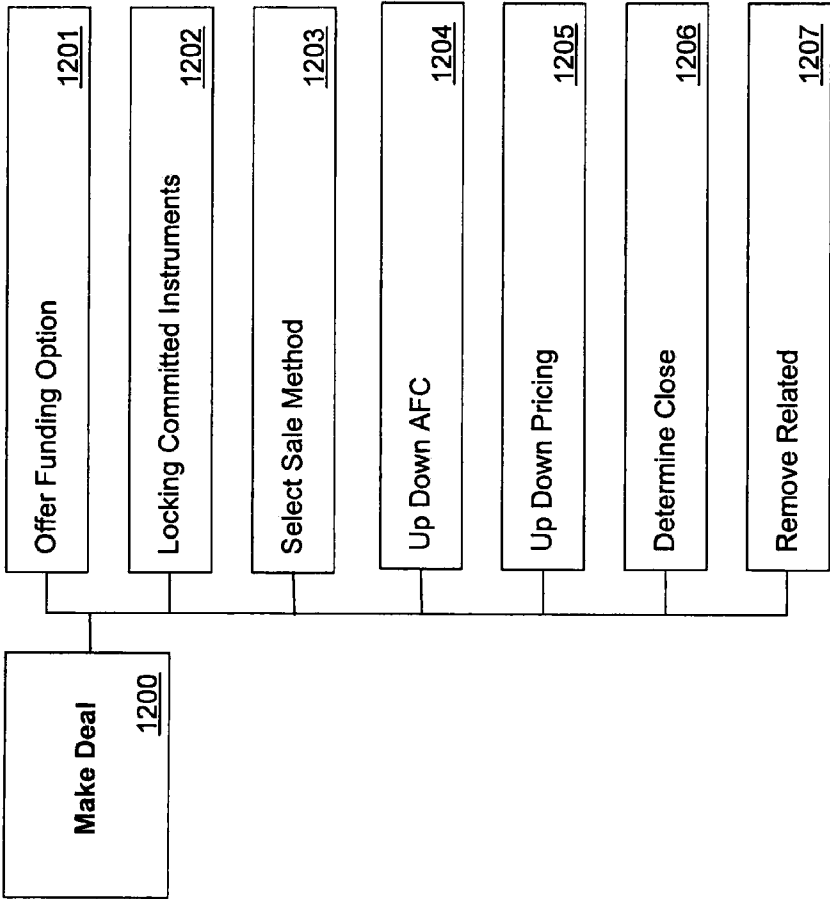 Make Deal
1200
Offer Funding Option
1201
Locking Committed Instruments
1202
Select Sale Method
1203
Up Down AFC
1204
Up Down Pricing
1205
Determine Close
1206
Remove Related
1207